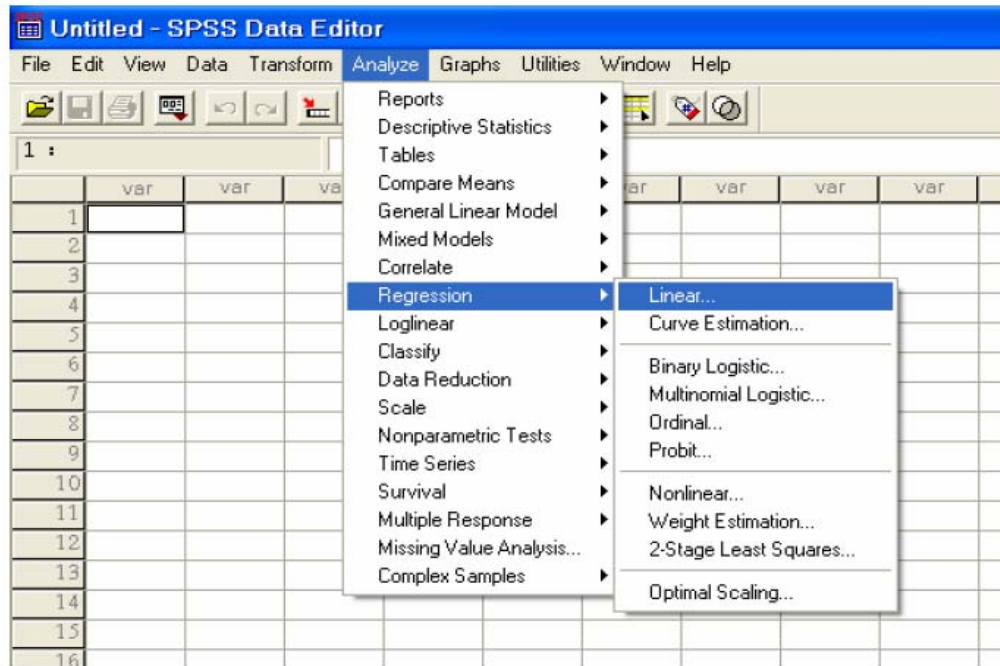 Untitled - SPSS Data Editor
File Edit View Data Transform Analyze Graphs Utilities Window Help
1 :
var var va ar var var var
Reports
Descriptive Statistics
Tables
Compare Means
General Linear Model
Mixed Models
Correlate
Regression
Loglinear
Classify
Data Reduction
Scale
Nonparametric Tests
Time Series
Survival
Multiple Response
Missing Value Analysis...
Complex Samples
Linear...
Curve Estimation...
Binary Logistic...
Multinomial Logistic...
Ordinal...
Probit...
Nonlinear...
Weight Estimation...
2-Stage Least Squares...
Optimal Scaling...
1
2
3
4
5
6
7
8
9
10
11
12
13
14
15
16